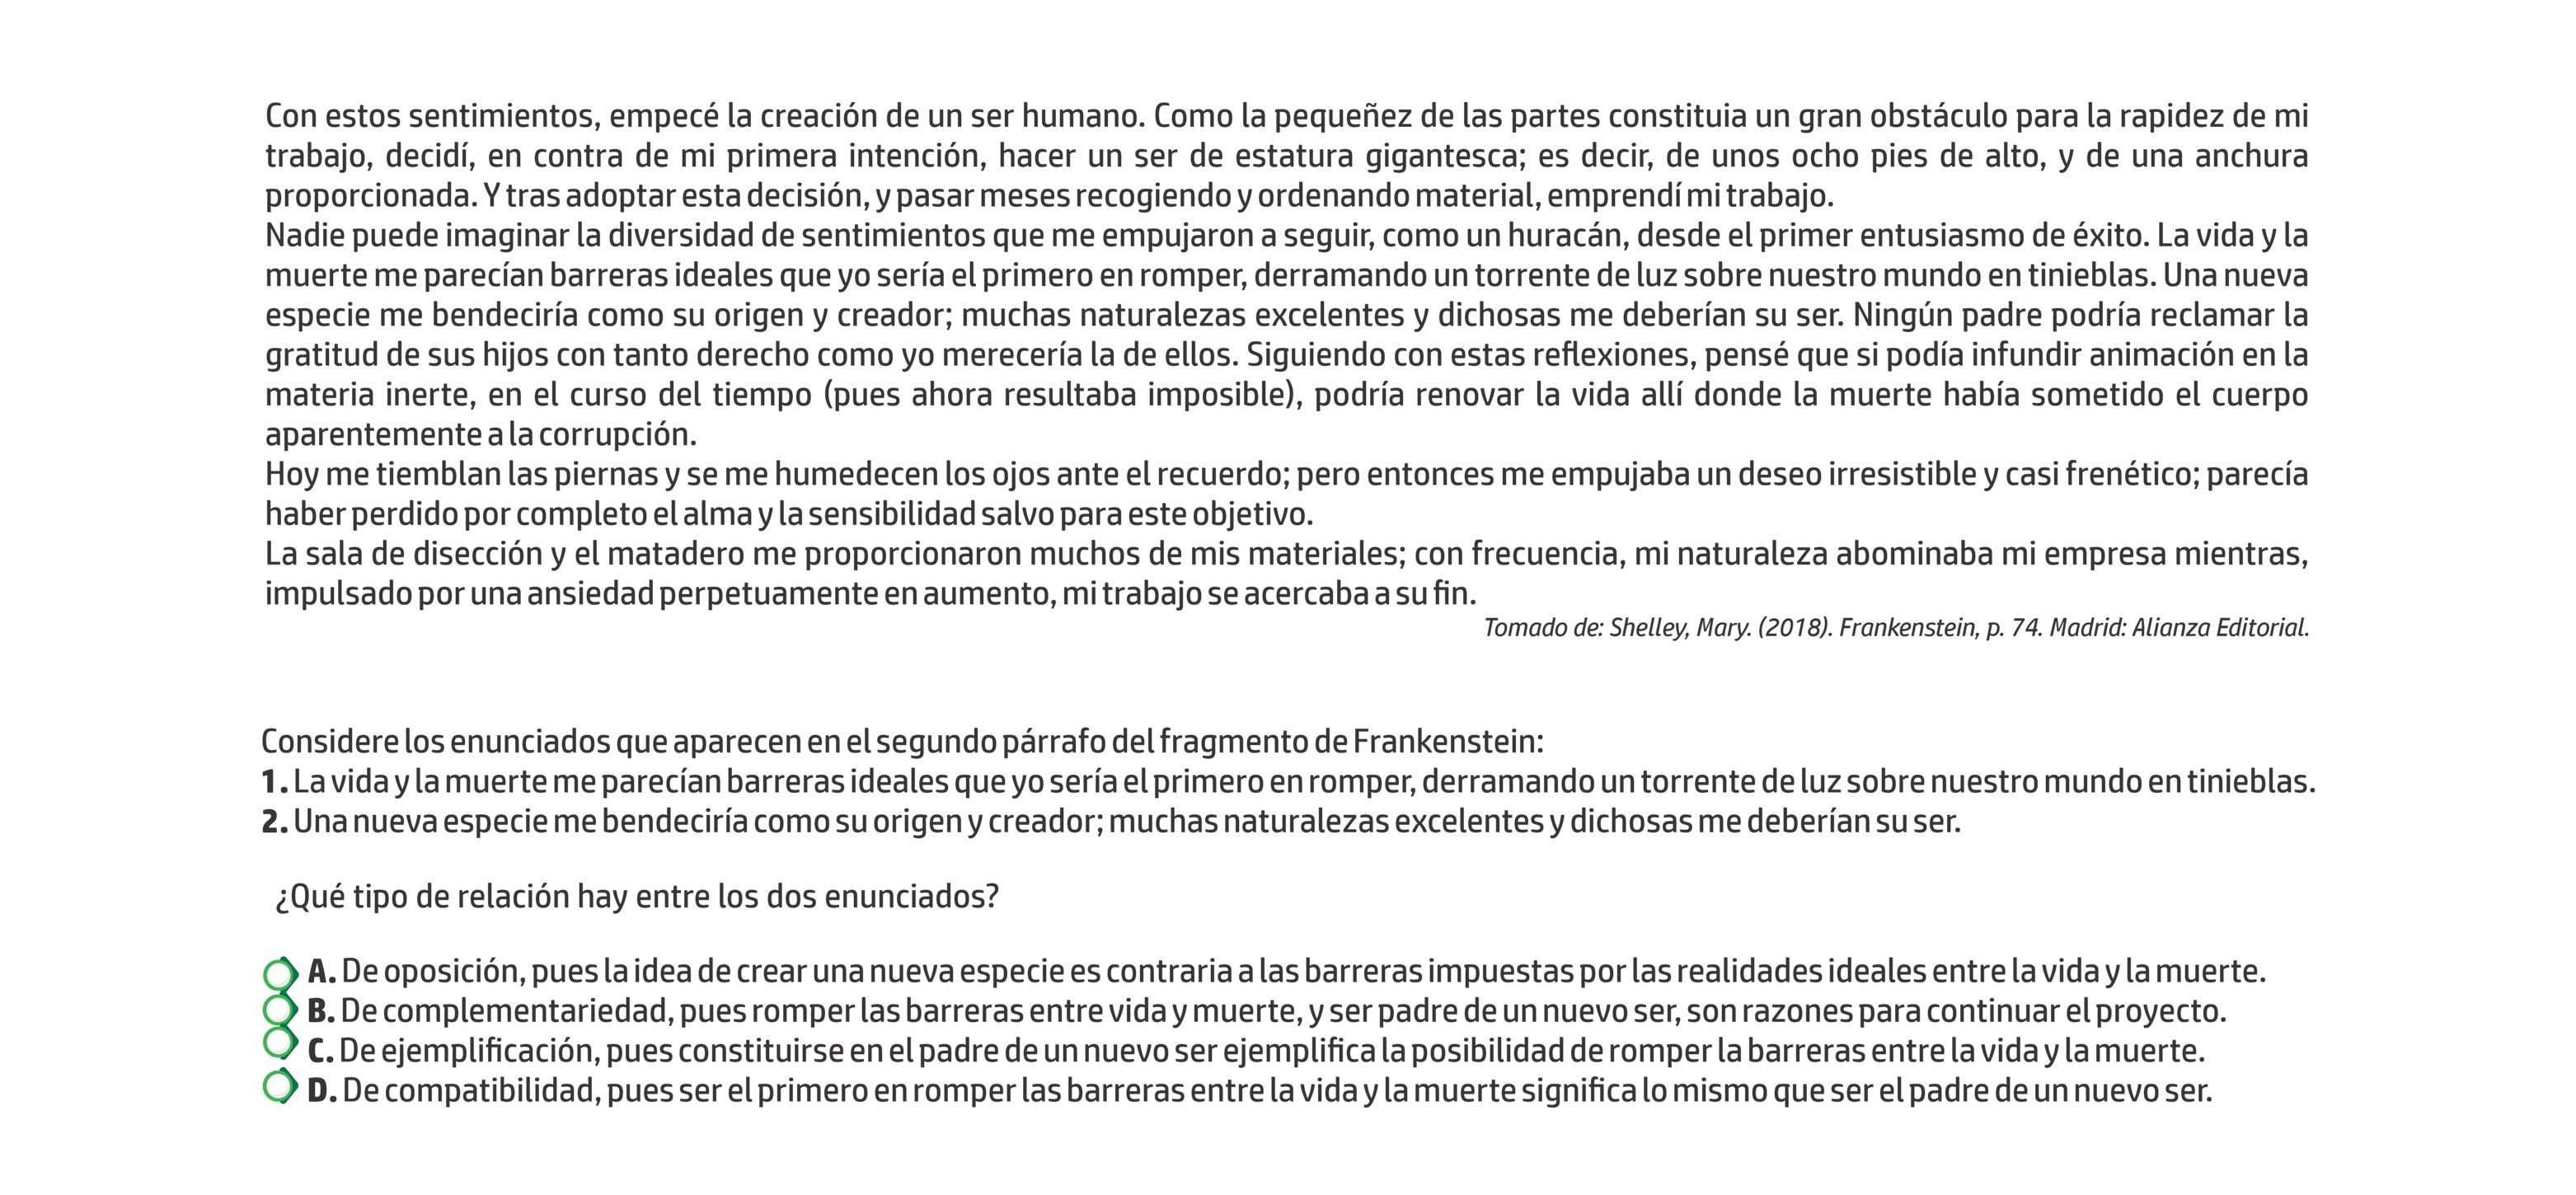 Con estos sentimientos, empecé la creación de un ser humano. Como la pequeñez de las partes constituia un gran obstáculo para la rapidez de mi
trabajo, decidí, en contra de mi primera intención, hacer un ser de estatura gigantesca; es decir, de unos ocho pies de alto, y de una anchura
proporcionada. Y tras adoptar esta decisión, y pasar meses recogiendo y ordenando material, emprendí mi trabajo.
Nadie puede imaginar la diversidad de sentimientos que me empujaron a seguir, como un huracán, desde el primer entusiasmo de éxito. La vida y la
muerte me parecían barreras ideales que yo sería el primero en romper, derramando un torrente de luz sobre nuestro mundo en tinieblas. Una nueva
especie me bendeciría como su origen y creador; muchas naturalezas excelentes y dichosas me deberían su ser. Ningún padre podría reclamar la
gratitud de sus hijos con tanto derecho como yo merecería la de ellos. Siguiendo con estas reflexiones, pensé que si podía infundir animación en la
materia inerte, en el curso del tiempo (pues ahora resultaba imposible), podría renovar la vida allí donde la muerte había sometido el cuerpo
aparentemente a la corrupción.
Hoy me tiemblan las piernas y se me humedecen los ojos ante el recuerdo; pero entonces me empujaba un deseo irresistible y casi frenético; parecía
haber perdido por completo el alma y la sensibilidad salvo para este objetivo.
La sala de disección y el matadero me proporcionaron muchos de mis materiales; con frecuencia, mi naturaleza abominaba mi empresa mientras,
impulsado por una ansiedad perpetuamente en aumento, mi trabajo se acercaba a su fin.
Tomado de: Shelley, Mary. (2018). Frankenstein, p. 74. Madrid: Alianza Editorial.
Considere los enunciados que aparecen en el segundo párrafo del fragmento de Frankenstein:
1. La vida y la muerte me parecían barreras ideales que yo sería el primero en romper, derramando un torrente de luz sobre nuestro mundo en tinieblas.
2. Una nueva especie me bendeciría como su origen y creador; muchas naturalezas excelentes y dichosas me deberían su ser.
¿Qué tipo de relación hay entre los dos enunciados?
A. De oposición, pues la idea de crear una nueva especie es contraria a las barreras impuestas por las realidades ideales entre la vida y la muerte.
B. De complementariedad, pues romper las barreras entre vida y muerte, y ser padre de un nuevo ser, son razones para continuar el proyecto.
C. De ejemplificación, pues constituirse en el padre de un nuevo ser ejemplifica la posibilidad de romper la barreras entre la vida y la muerte.
D. De compatibilidad, pues ser el primero en romper las barreras entre la vida y la muerte significa lo mismo que ser el padre de un nuevo ser.